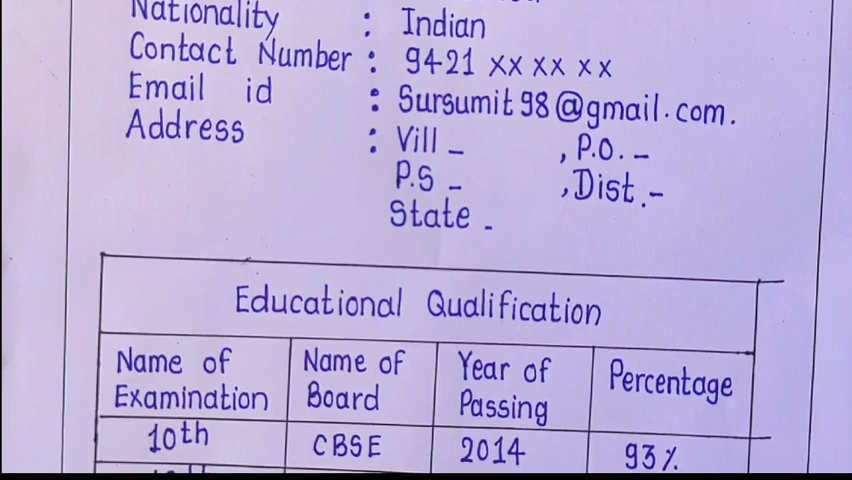 Nationality : Indian
Contact Number : 9421 xx xx xx
Email id : Sursumit98@gmail.com.
Address : Vill - , P.O. -
P.S - , Dist. -
State -
Educational Qualification
Name of Examination | Name of Board | Year of Passing | Percentage
10th | CBSE | 2014 | 93%